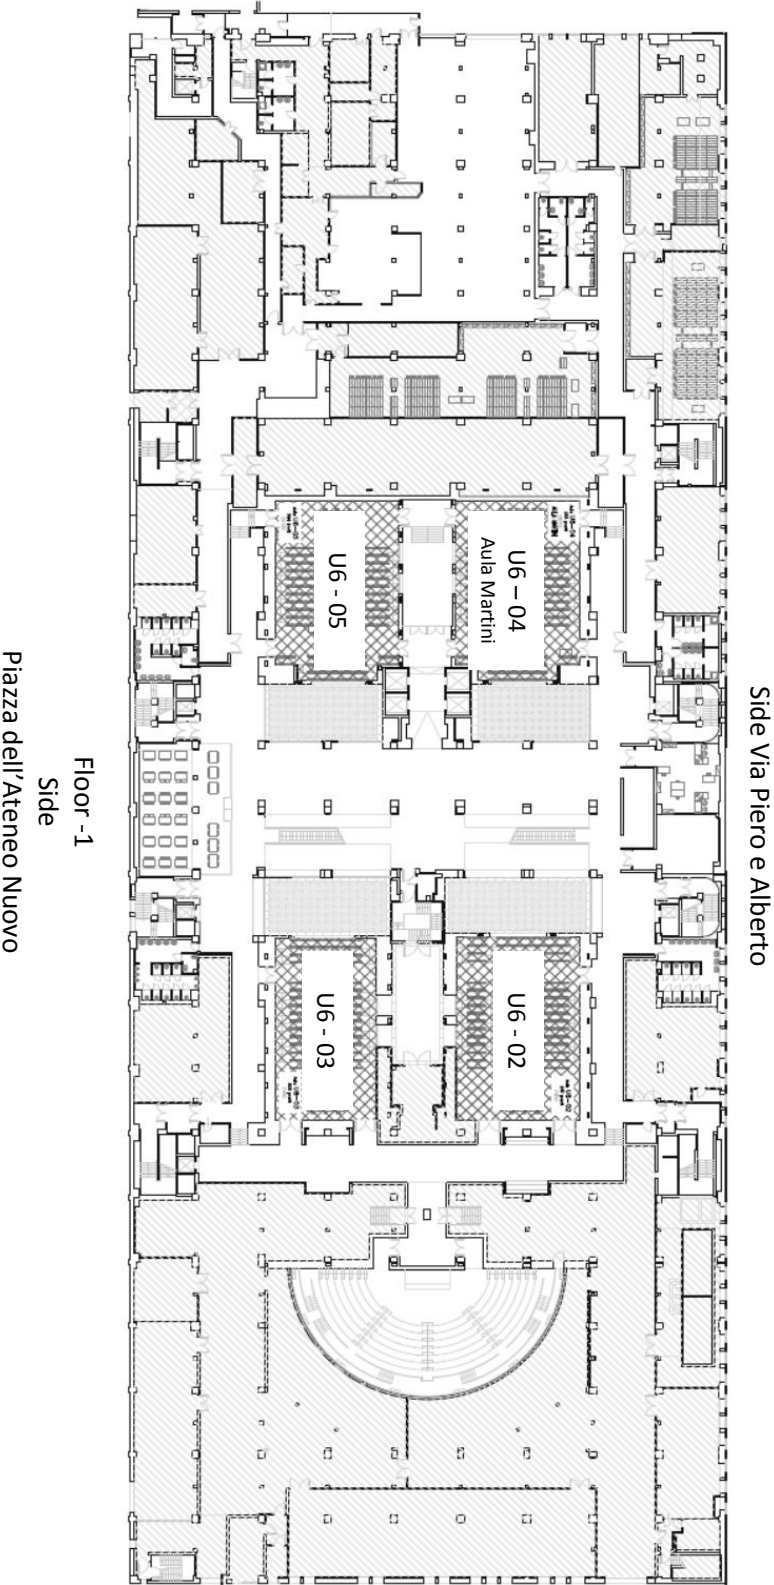 U6 – 04
Aula Martini
U6 - 05
Side Via Piero e Alberto
Floor -1
Side
Piazza dell'Ateneo Nuovo
U6 - 02
U6 - 03